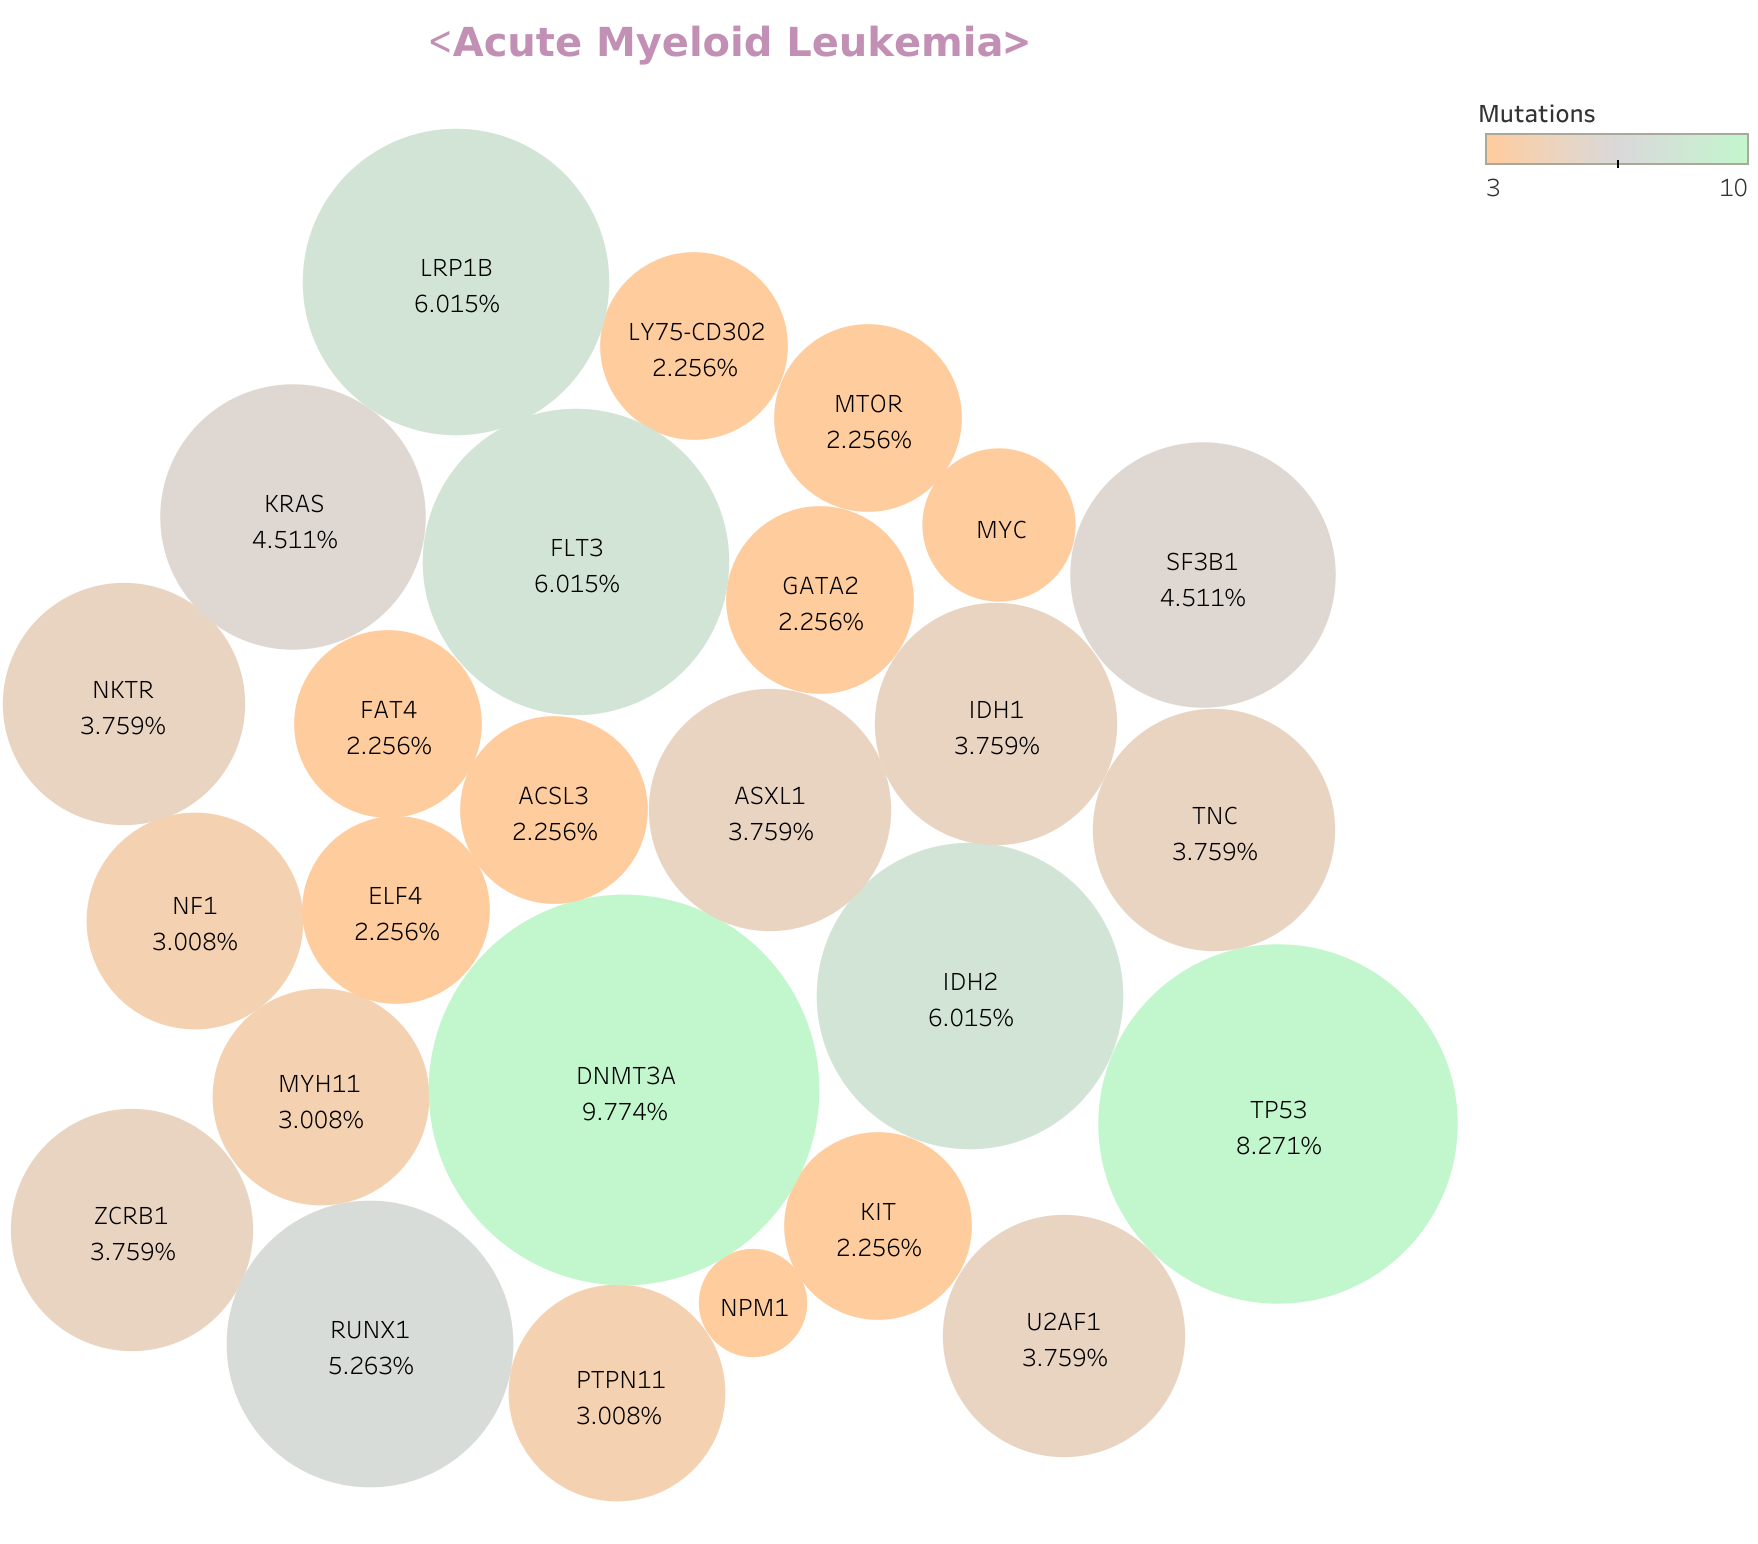 <Acute Myeloid Leukemia>
Mutations
3 10
LRP1B
6.015%
LY75-CD302
2.256%
MTOR
2.256%
KRAS
4.511%
FLT3
6.015%
MYC
SF3B1
4.511%
GATA2
2.256%
NKTR
3.759%
FAT4
2.256%
IDH1
3.759%
ACSL3
2.256%
ASXL1
3.759%
TNC
3.759%
NF1
3.008%
ELF4
2.256%
IDH2
6.015%
MYH11
3.008%
DNMT3A
9.774%
TP53
8.271%
ZCRB1
3.759%
KIT
2.256%
NPM1
RUNX1
5.263%
U2AF1
3.759%
PTPN11
3.008%